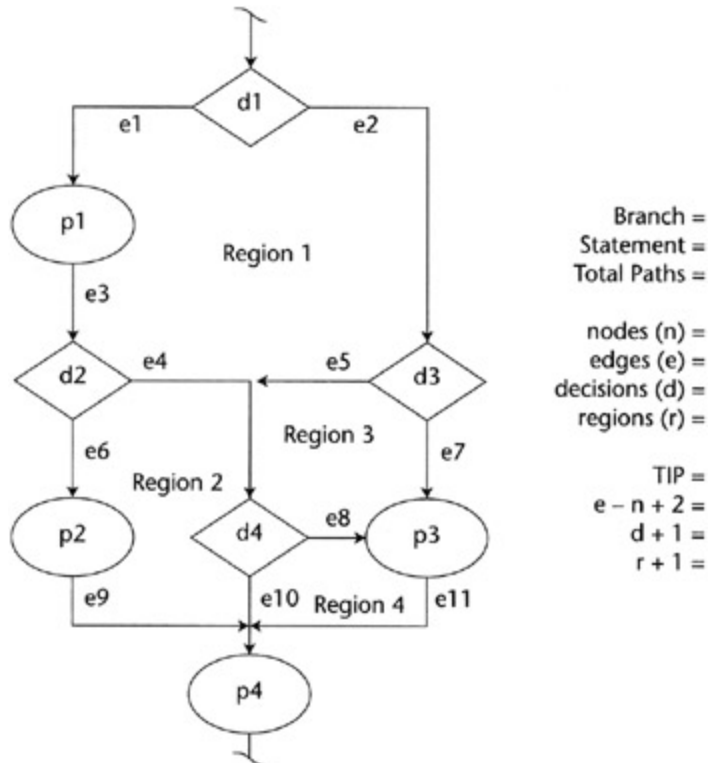 d1
e1
e2
p1
Region 1
e3
d2
e4
e5
d3
Region 3
e6
e7
Region 2
p2
d4
e8
p3
e9
e10
Region 4
e11
p4
Branch =
Statement =
Total Paths =
nodes (n) =
edges (e) =
decisions (d) =
regions (r) =
TIP =
e – n + 2 =
d + 1 =
r + 1 =